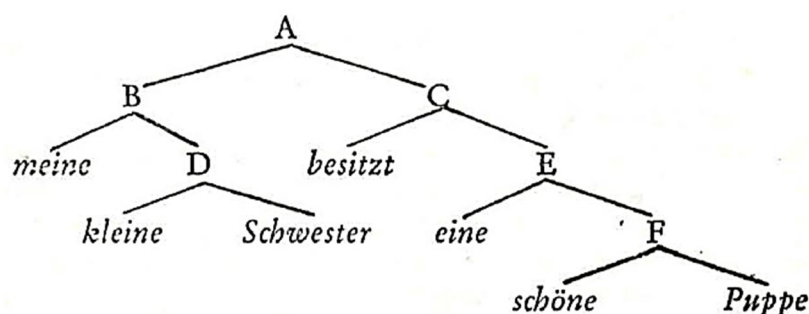 A
B C
meine D besitzt E
kleine Schwester eine F
schöne Puppe